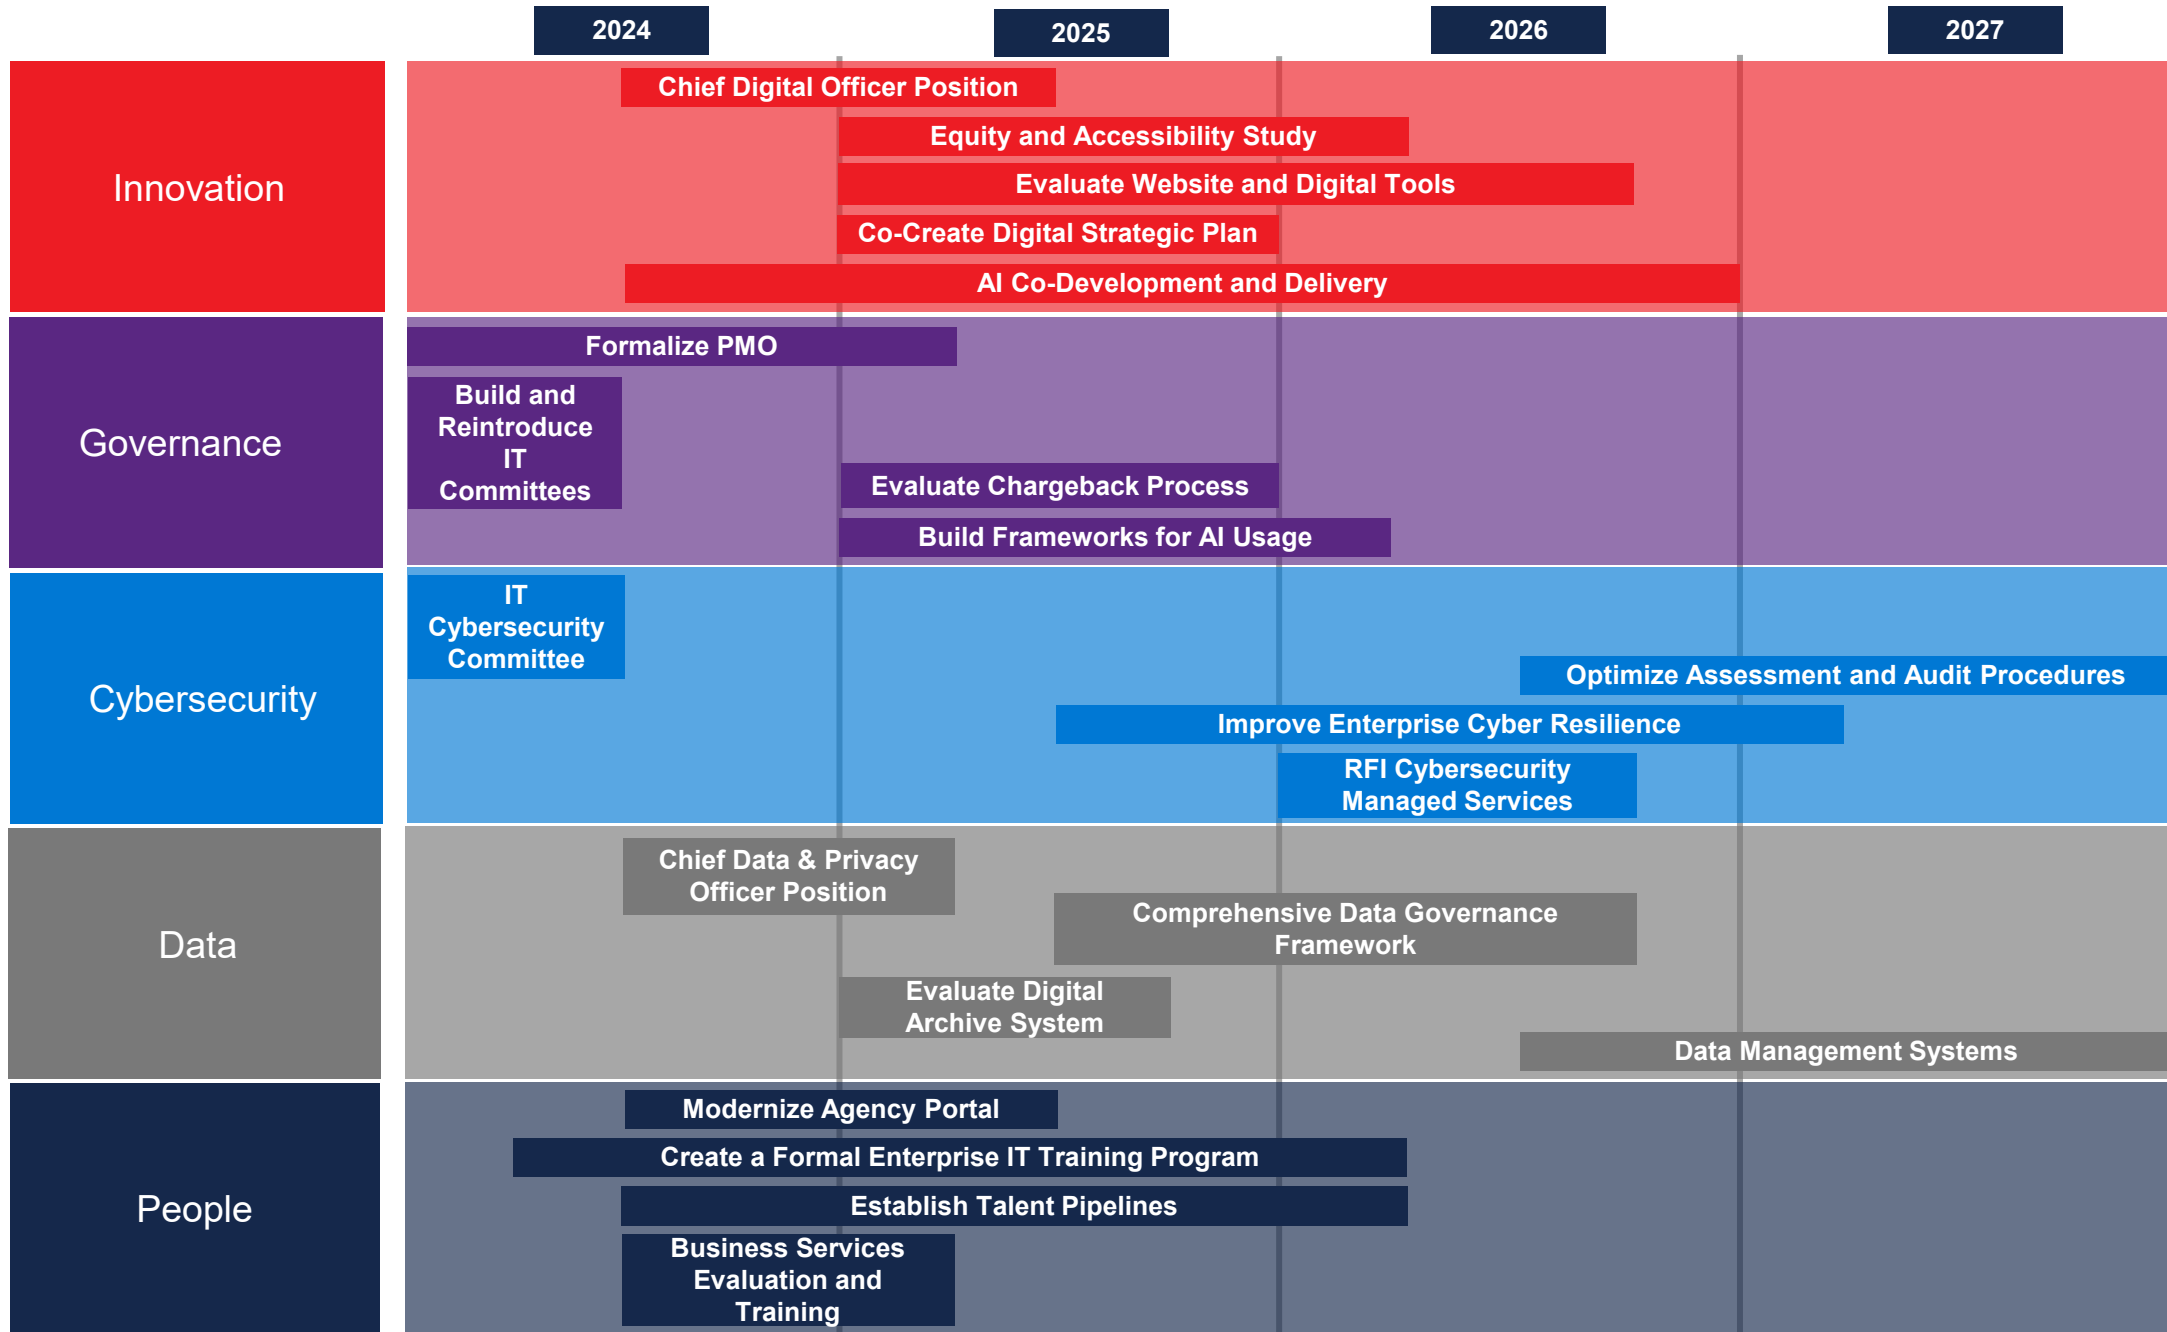 2024
2025
2026
2027
Innovation
Chief Digital Officer Position
Equity and Accessibility Study
Evaluate Website and Digital Tools
Co-Create Digital Strategic Plan
AI Co-Development and Delivery
Governance
Formalize PMO
Build and
Reintroduce
IT
Committees
Evaluate Chargeback Process
Build Frameworks for AI Usage
Cybersecurity
IT
Cybersecurity
Committee
Optimize Assessment and Audit Procedures
Improve Enterprise Cyber Resilience
RFI Cybersecurity
Managed Services
Data
Chief Data & Privacy
Officer Position
Comprehensive Data Governance
Framework
Evaluate Digital
Archive System
Data Management Systems
People
Modernize Agency Portal
Create a Formal Enterprise IT Training Program
Establish Talent Pipelines
Business Services
Evaluation and
Training